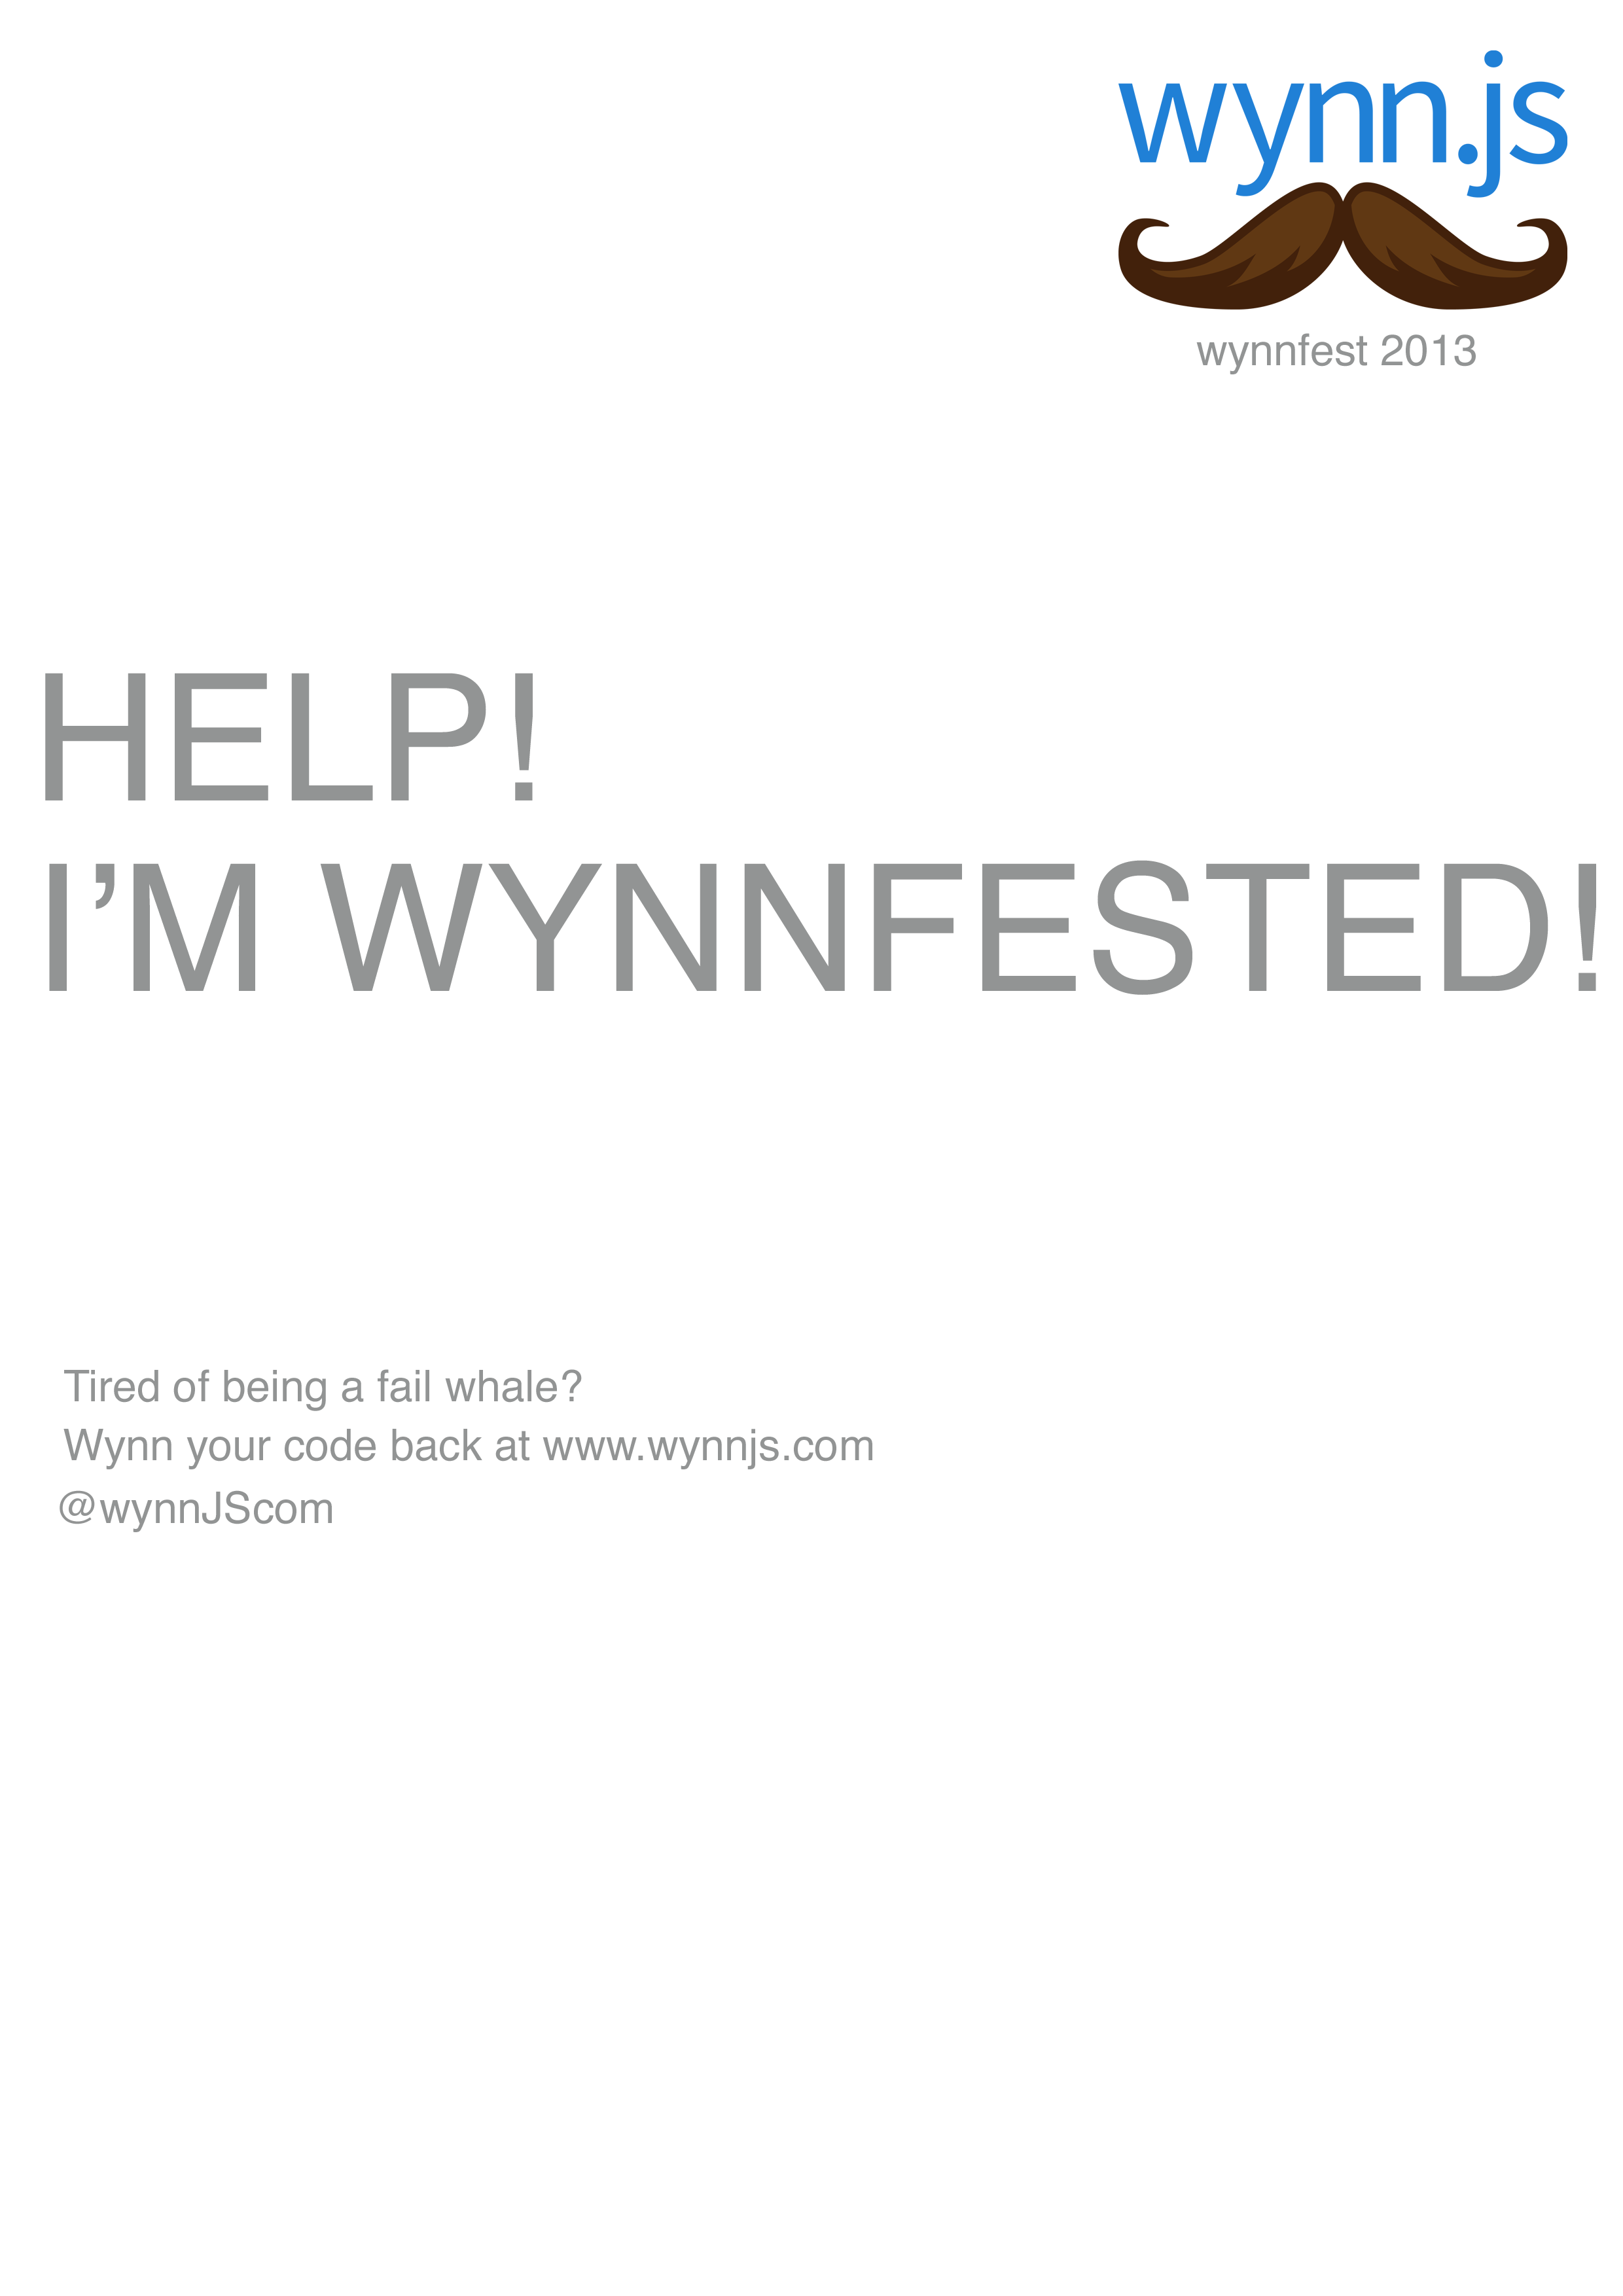 wynn.js
wynnfest 2013
HELP!
I’M WYNNFESTED!
Tired of being a fail whale?
Wynn your code back at www.wynnjs.com
@wynnJScom